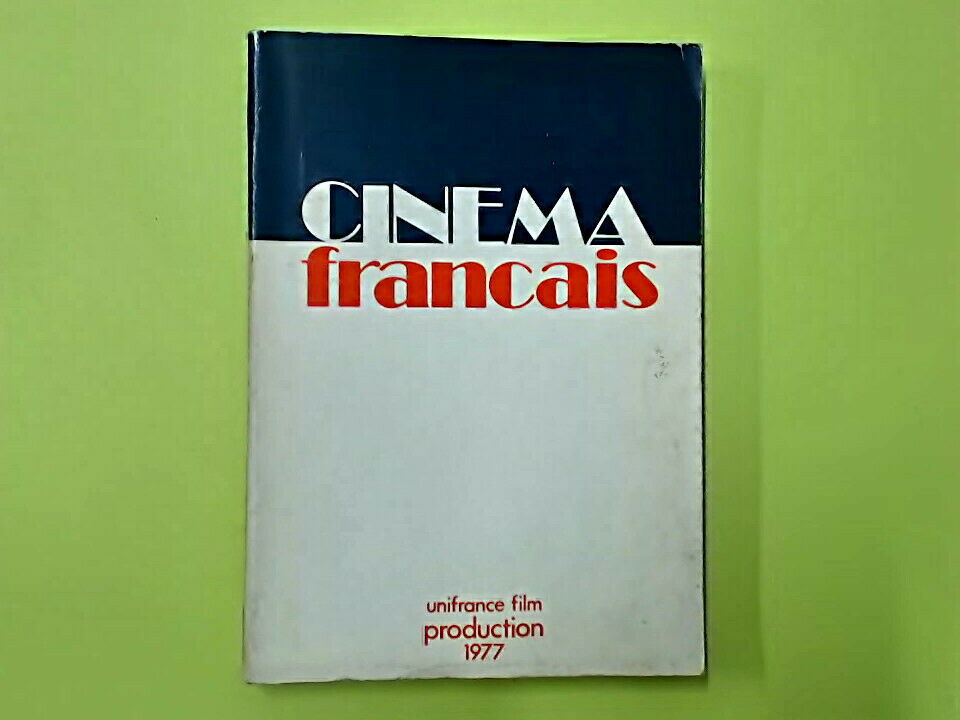 CINEMA
francais
unifrance film
production
1977